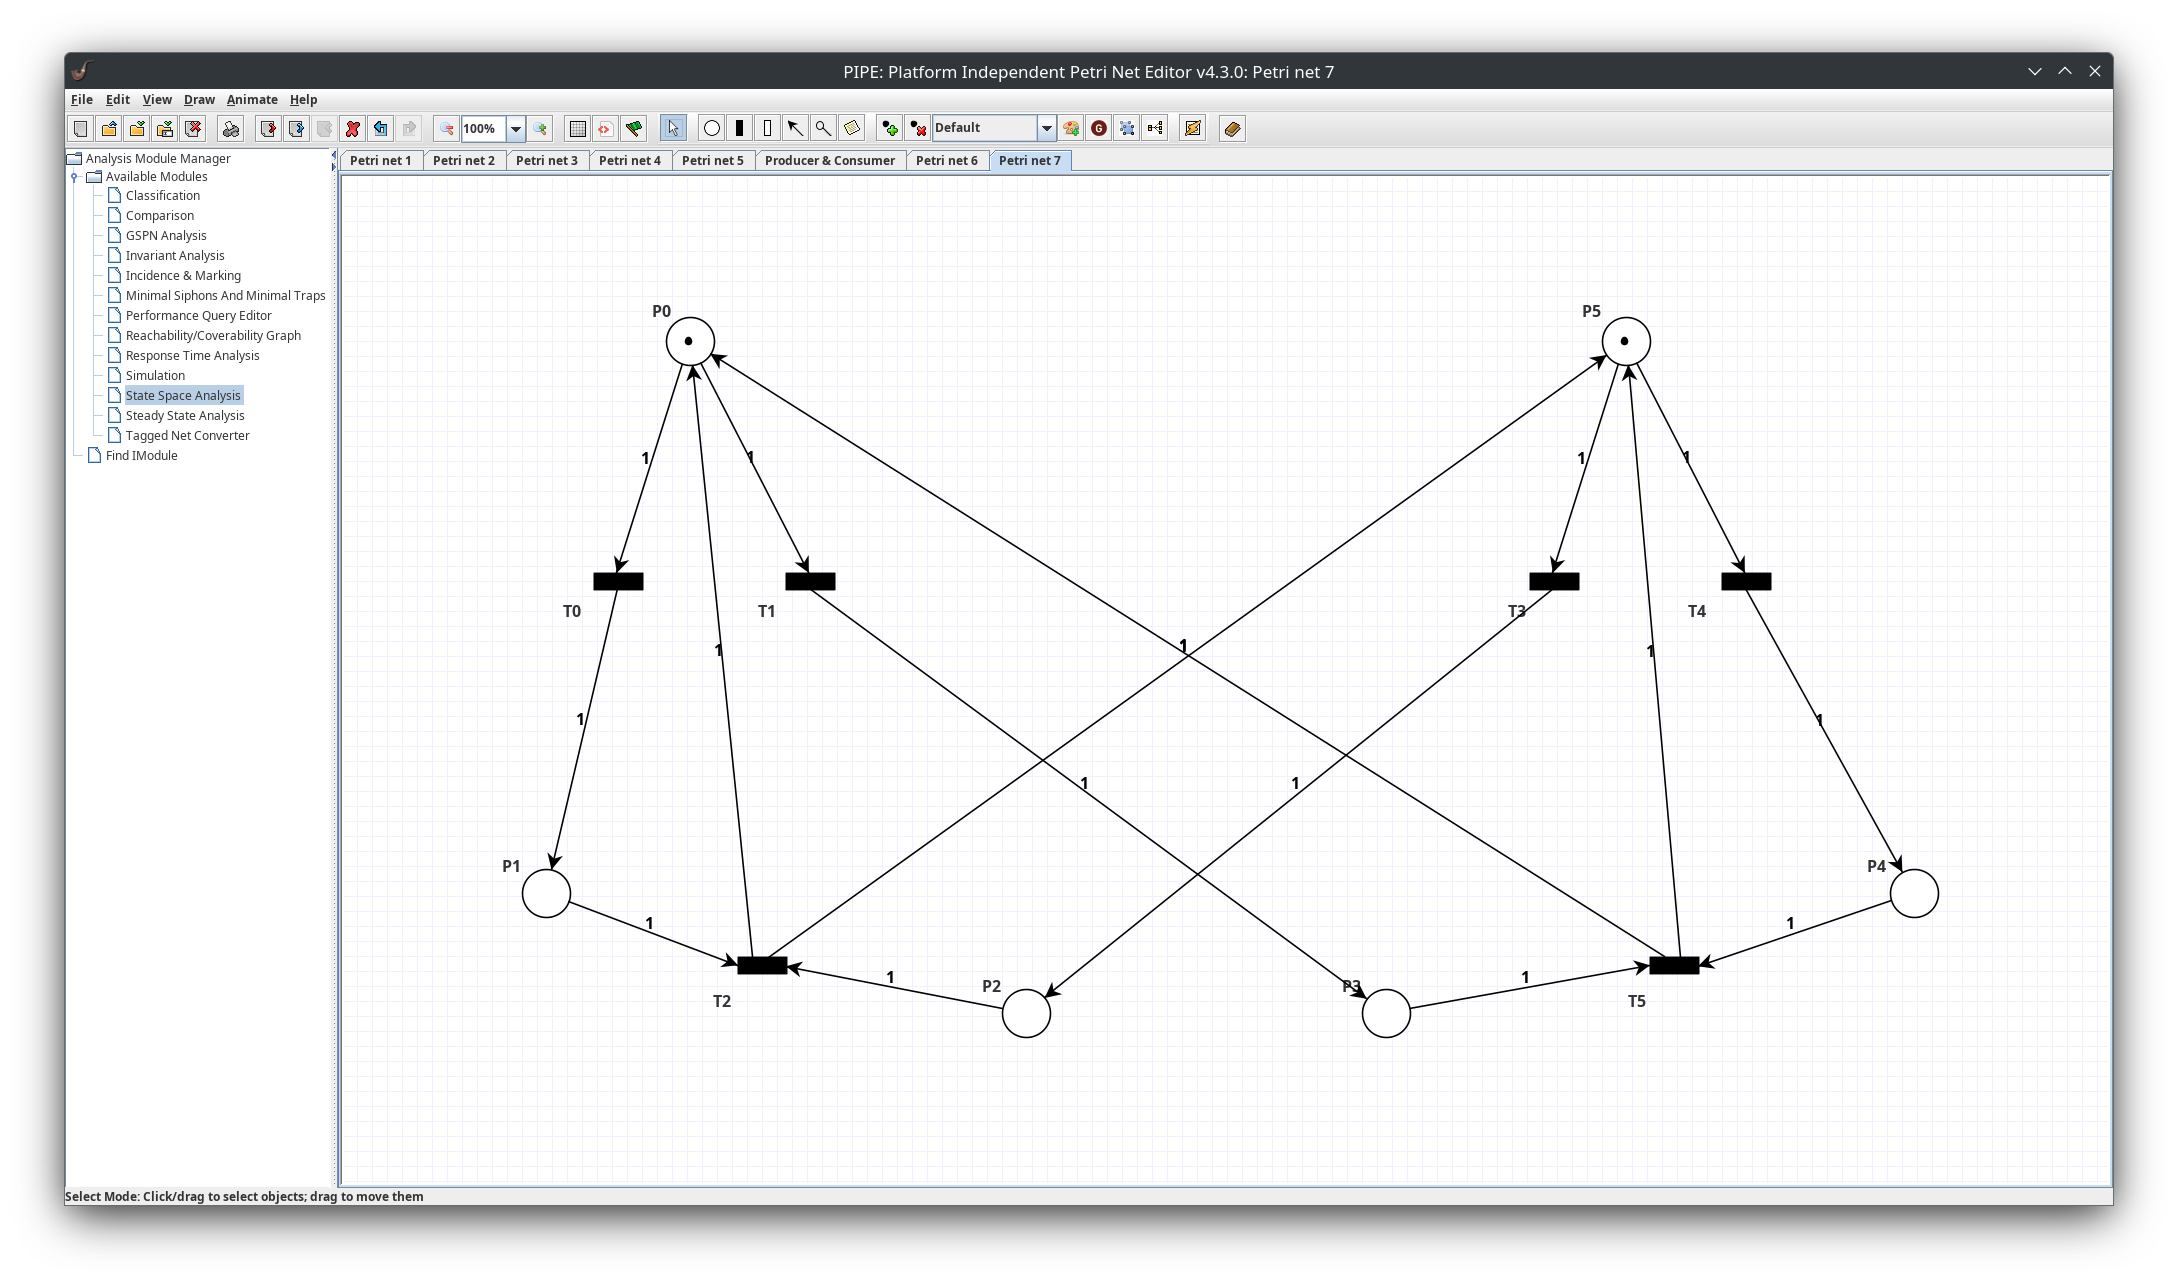 PIPE: Platform Independent Petri Net Editor v4.3.0: Petri net 7
File Edit View Draw Animate Help
100% G Default
Analysis Module Manager
Available Modules
Classification
Comparison
GSPN Analysis
Invariant Analysis
Incidence & Marking
Minimal Siphons And Minimal Traps
Performance Query Editor
Reachability/Coverability Graph
Response Time Analysis
Simulation
State Space Analysis
Steady State Analysis
Tagged Net Converter
Find IModule
Petri net 1 Petri net 2 Petri net 3 Petri net 4 Petri net 5 Producer & Consumer Petri net 6 Petri net 7
P0 P5
1 1 1 1
T0 T1 T3 T4
1 1 1
1 1
1 1
P1 P4
1 1
1 1
P2 P3
T2 T5
Select Mode: Click/drag to select objects; drag to move them